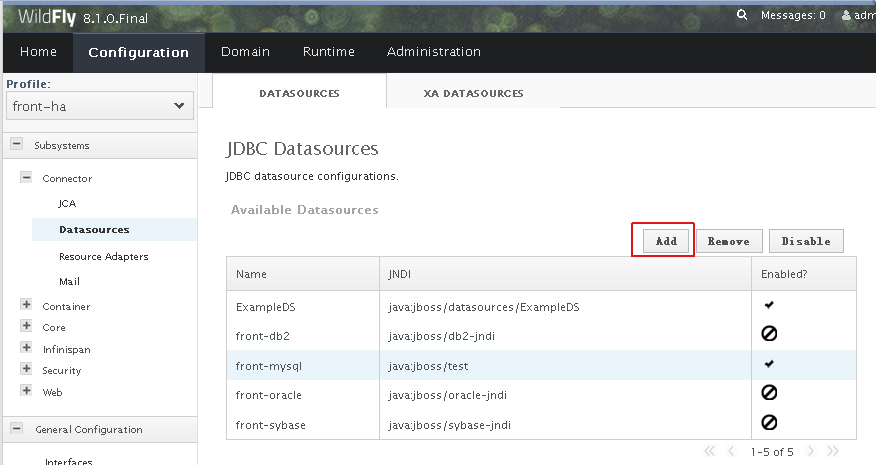 WildFly 8.1.0.Final
Messages: 0
adm
Home Configuration Domain Runtime Administration
Profile:
front-ha
Subsystems
Connector
JCA
Datasources
Resource Adapters
Mail
Container
Core
Infinispan
Security
Web
General Configuration
Interfaces
DATASOURCES XA DATASOURCES
JDBC Datasources
JDBC datasource configurations.
Available Datasources
Add Remove Disable
Name JNDI Enabled?
ExampleDS java:jboss/datasources/ExampleDS
front-db2 java:jboss/db2-jndi
front-mysql java:jboss/test
front-oracle java:jboss/oracle-jndi
front-sybase java:jboss/sybase-jndi
1-5 of 5